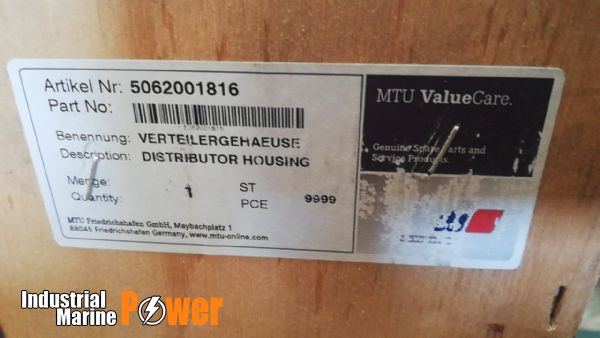 Artikel Nr: 5062001816
Part No:
5062001816
Benennung: VERTEILERGEHAEUSE
Description: DISTRIBUTOR HOUSING
Menge: 1 ST
Quantity: PCE 9999
MTU Friedrichshafen GmbH, Maybachplatz 1
88045 Friedrichshafen Germany, www.mtu-online.com
MTU ValueCare.
Genuine Spare Parts and
Service Products.
Industrial
Marine Power